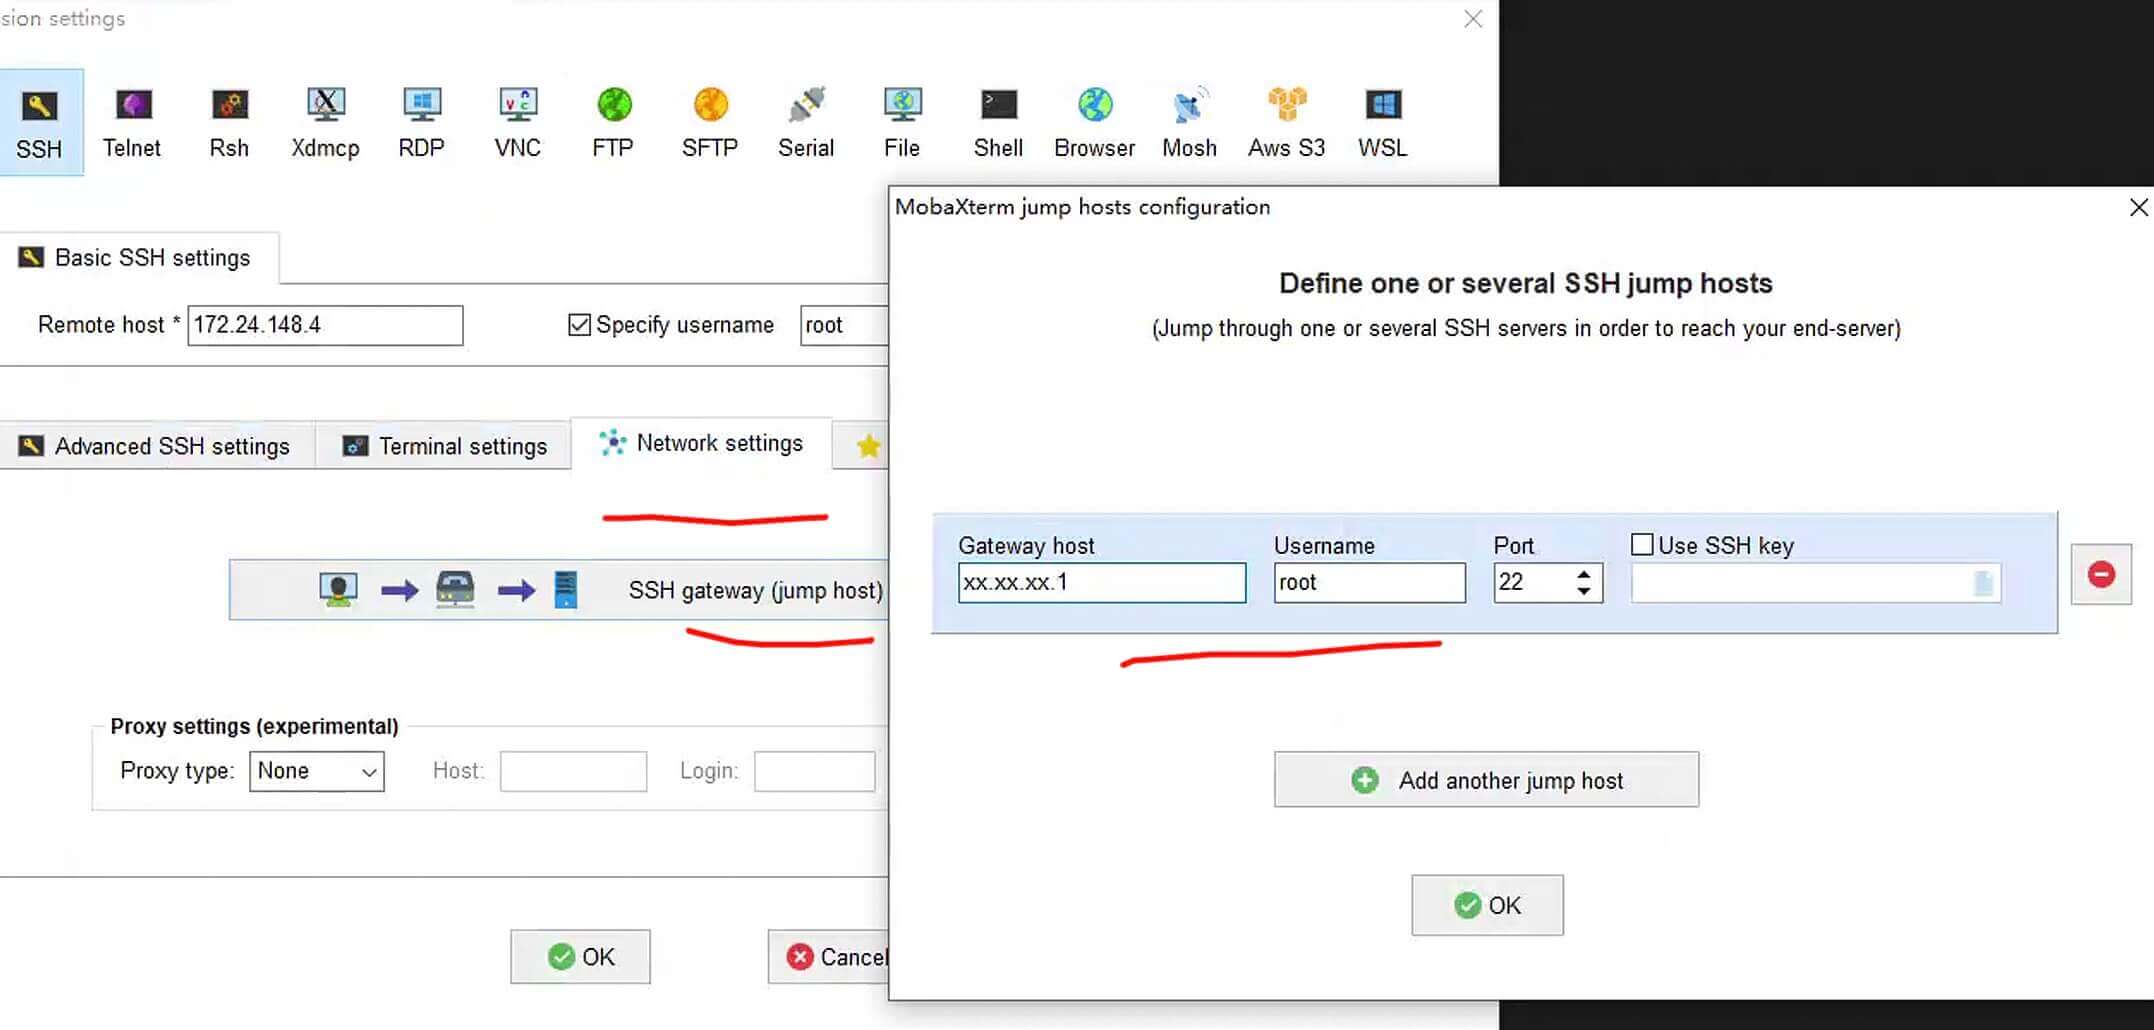 sion settings
SSH Telnet Rsh Xdmcp RDP VNC FTP SFTP Serial File Shell Browser Mosh Aws S3 WSL
Basic SSH settings
Remote host * 172.24.148.4 Specify username root
Advanced SSH settings Terminal settings Network settings
SSH gateway (jump host)
Proxy settings (experimental)
Proxy type: None Host: Login:
OK Cancel
MobaXterm jump hosts configuration
Define one or several SSH jump hosts
(Jump through one or several SSH servers in order to reach your end-server)
Gateway host Username Port Use SSH key
xx.xx.xx.1 root 22
Add another jump host
OK